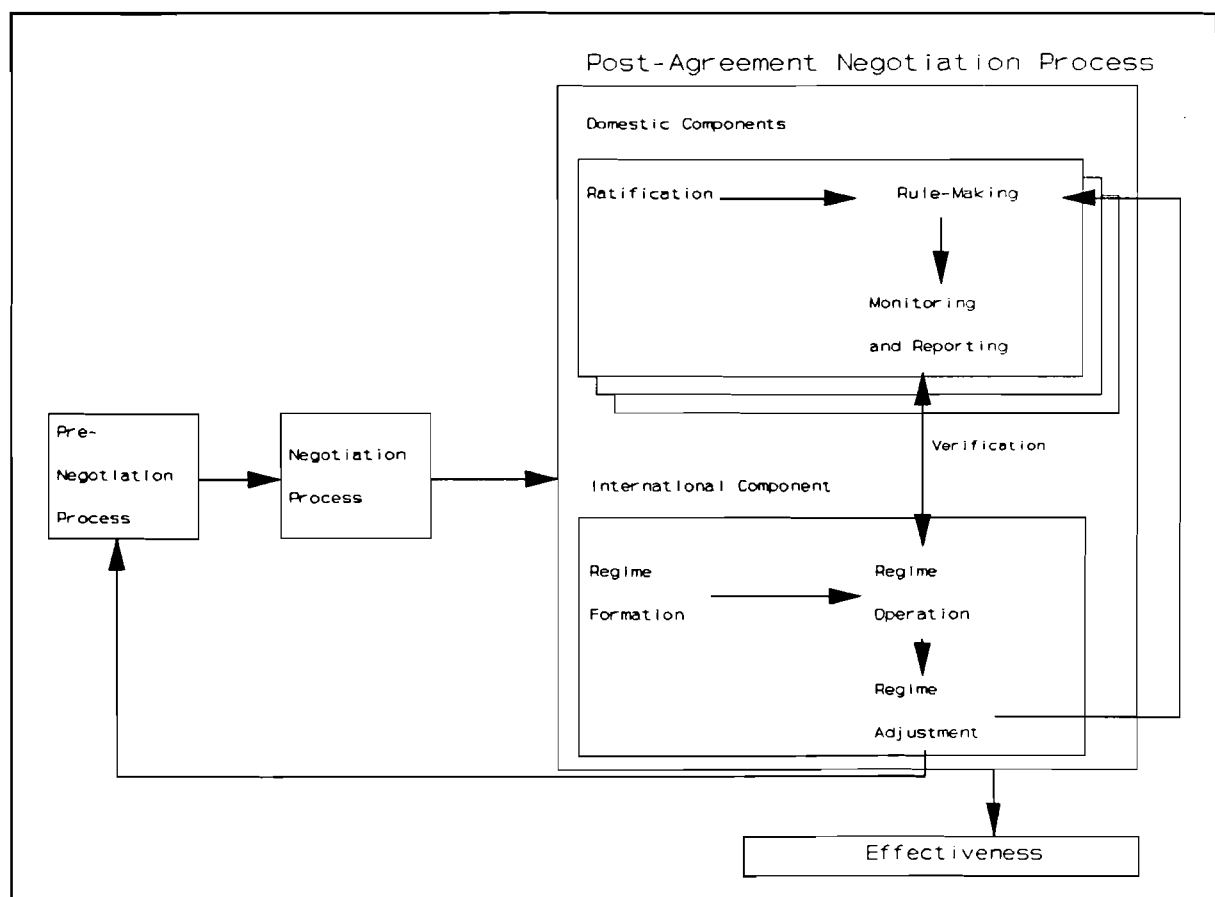 Post-Agreement Negotiation Process
Domestic Components
Ratification
Rule-Making
Monitoring
and Reporting
Verification
Pre-
Negotiation
Process
Negotiation
Process
International Component
Regime
Formation
Regime
Operation
Regime
Adjustment
Effectiveness